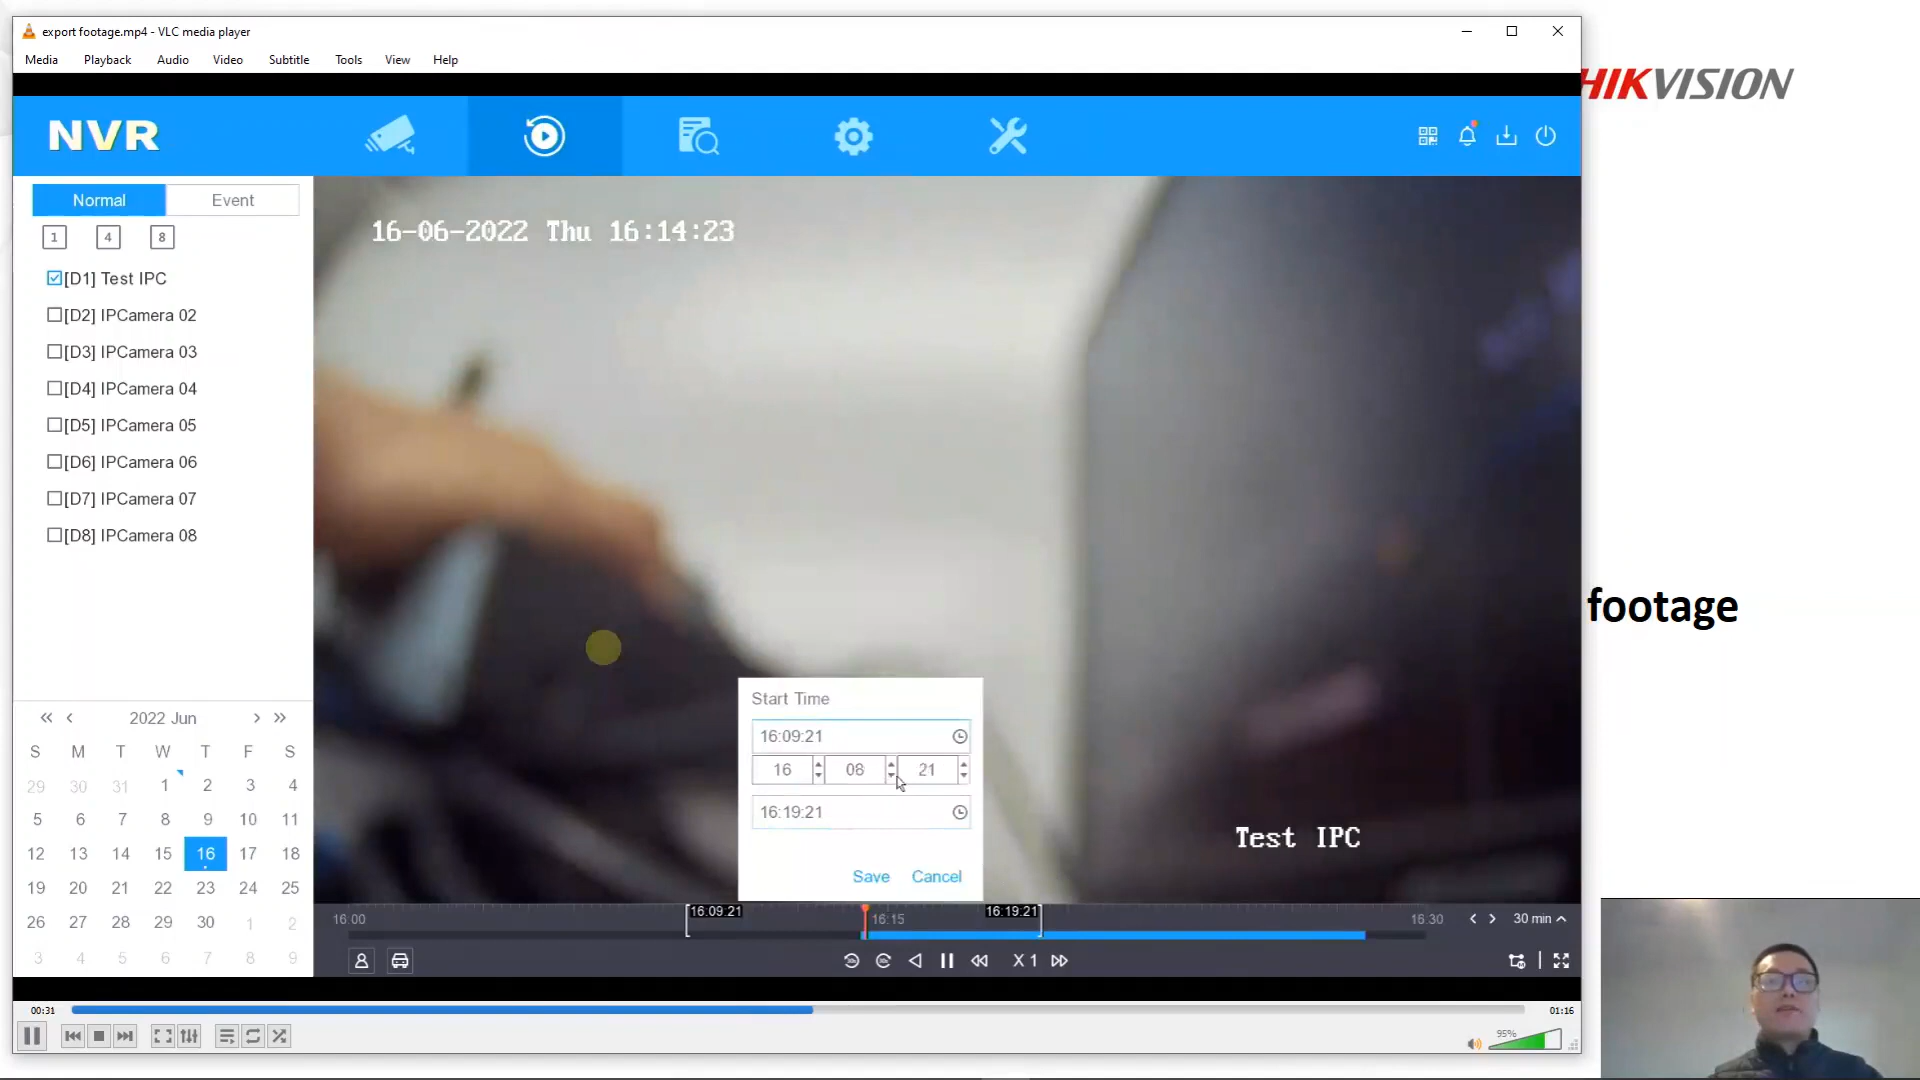 export footage.mp4 - VLC media player
Media Playback Audio Video Subtitle Tools View Help
HIKVISION
NVR
Normal Event
1 4 8
16-06-2022 Thu 16:14:23
[D1] Test IPC
[D2] IPCamera 02
[D3] IPCamera 03
[D4] IPCamera 04
[D5] IPCamera 05
[D6] IPCamera 06
[D7] IPCamera 07
[D8] IPCamera 08
footage
2022 Jun
S M T W T F S
29 30 31 1 2 3 4
5 6 7 8 9 10 11
12 13 14 15 16 17 18
19 20 21 22 23 24 25
26 27 28 29 30 1 2
3 4 5 6 7 8 9
Start Time
16:09:21
16 08 21
16:19:21
Save Cancel
Test IPC
16:00 16:09:21 16:15 16:19:21 16:30 30 min
X 1
00:31 01:16
95%